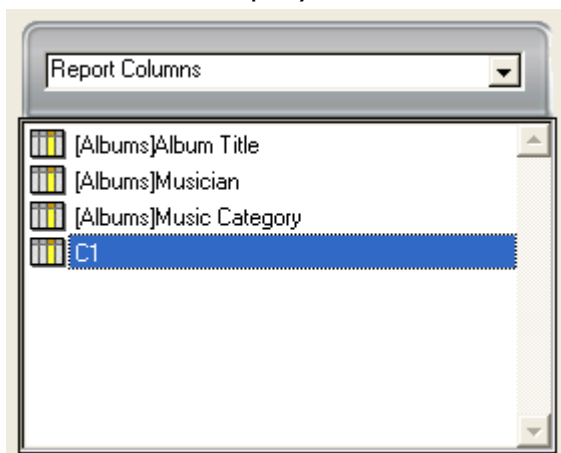 Report Columns
[Albums]Album Title
[Albums]Musician
[Albums]Music Category
C1